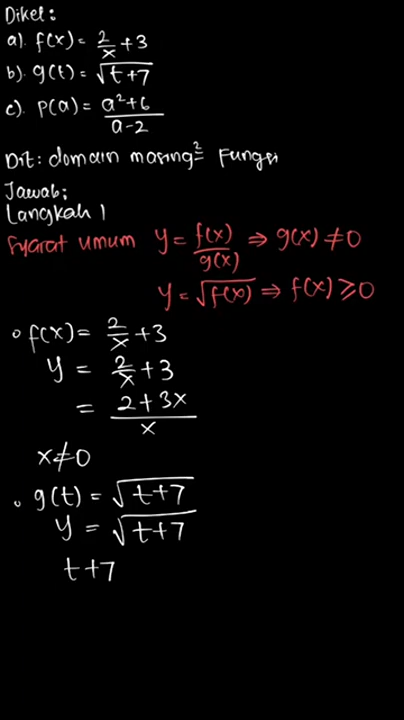 Diket:
a). f(x) = 2/x + 3
b). g(t) = √(t+7)
c). p(a) = (a²+6)/(a-2)
Dit: domain masing² fungsi
Jawab;
Langkah 1
Syarat umum y = f(x)/g(x) ⇒ g(x) ≠ 0
y = √f(x) ⇒ f(x) ⩾ 0
∘ f(x) = 2/x + 3
y = 2/x + 3
= (2+3x)/x
x ≠ 0
∘ g(t) = √(t+7)
y = √(t+7)
t+7